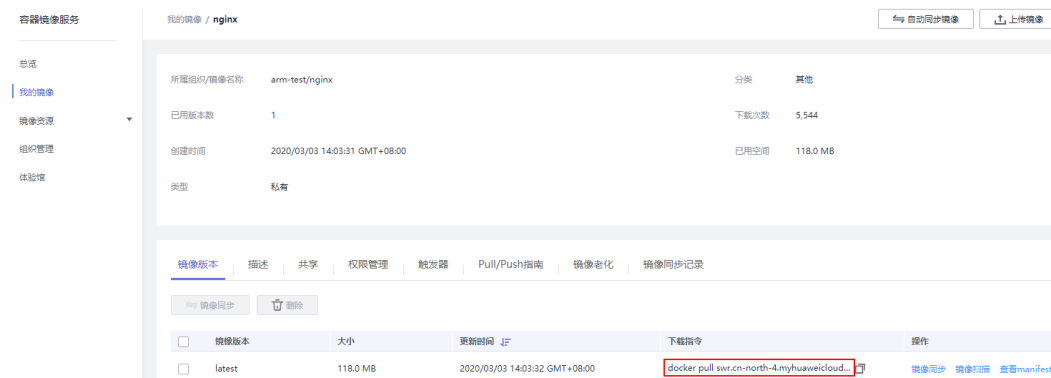 容器镜像服务
我的镜像 / nginx
自动同步镜像
上传镜像
总览
我的镜像
镜像资源
组织管理
体验馆
所属组织/镜像名称 arm-test/nginx
分类 其他
已用版本数 1
下载次数 5,544
创建时间 2020/03/03 14:03:31 GMT+08:00
已用空间 118.0 MB
类型 私有
镜像版本 描述 共享 权限管理 触发器 Pull/Push指南 镜像老化 镜像同步记录
镜像同步 删除
镜像版本 大小 更新时间 下载指令 操作
latest 118.0 MB 2020/03/03 14:03:32 GMT+08:00 docker pull swr.cn-north-4.myhuaweicloud... 镜像同步 镜像扫描 查看manifest